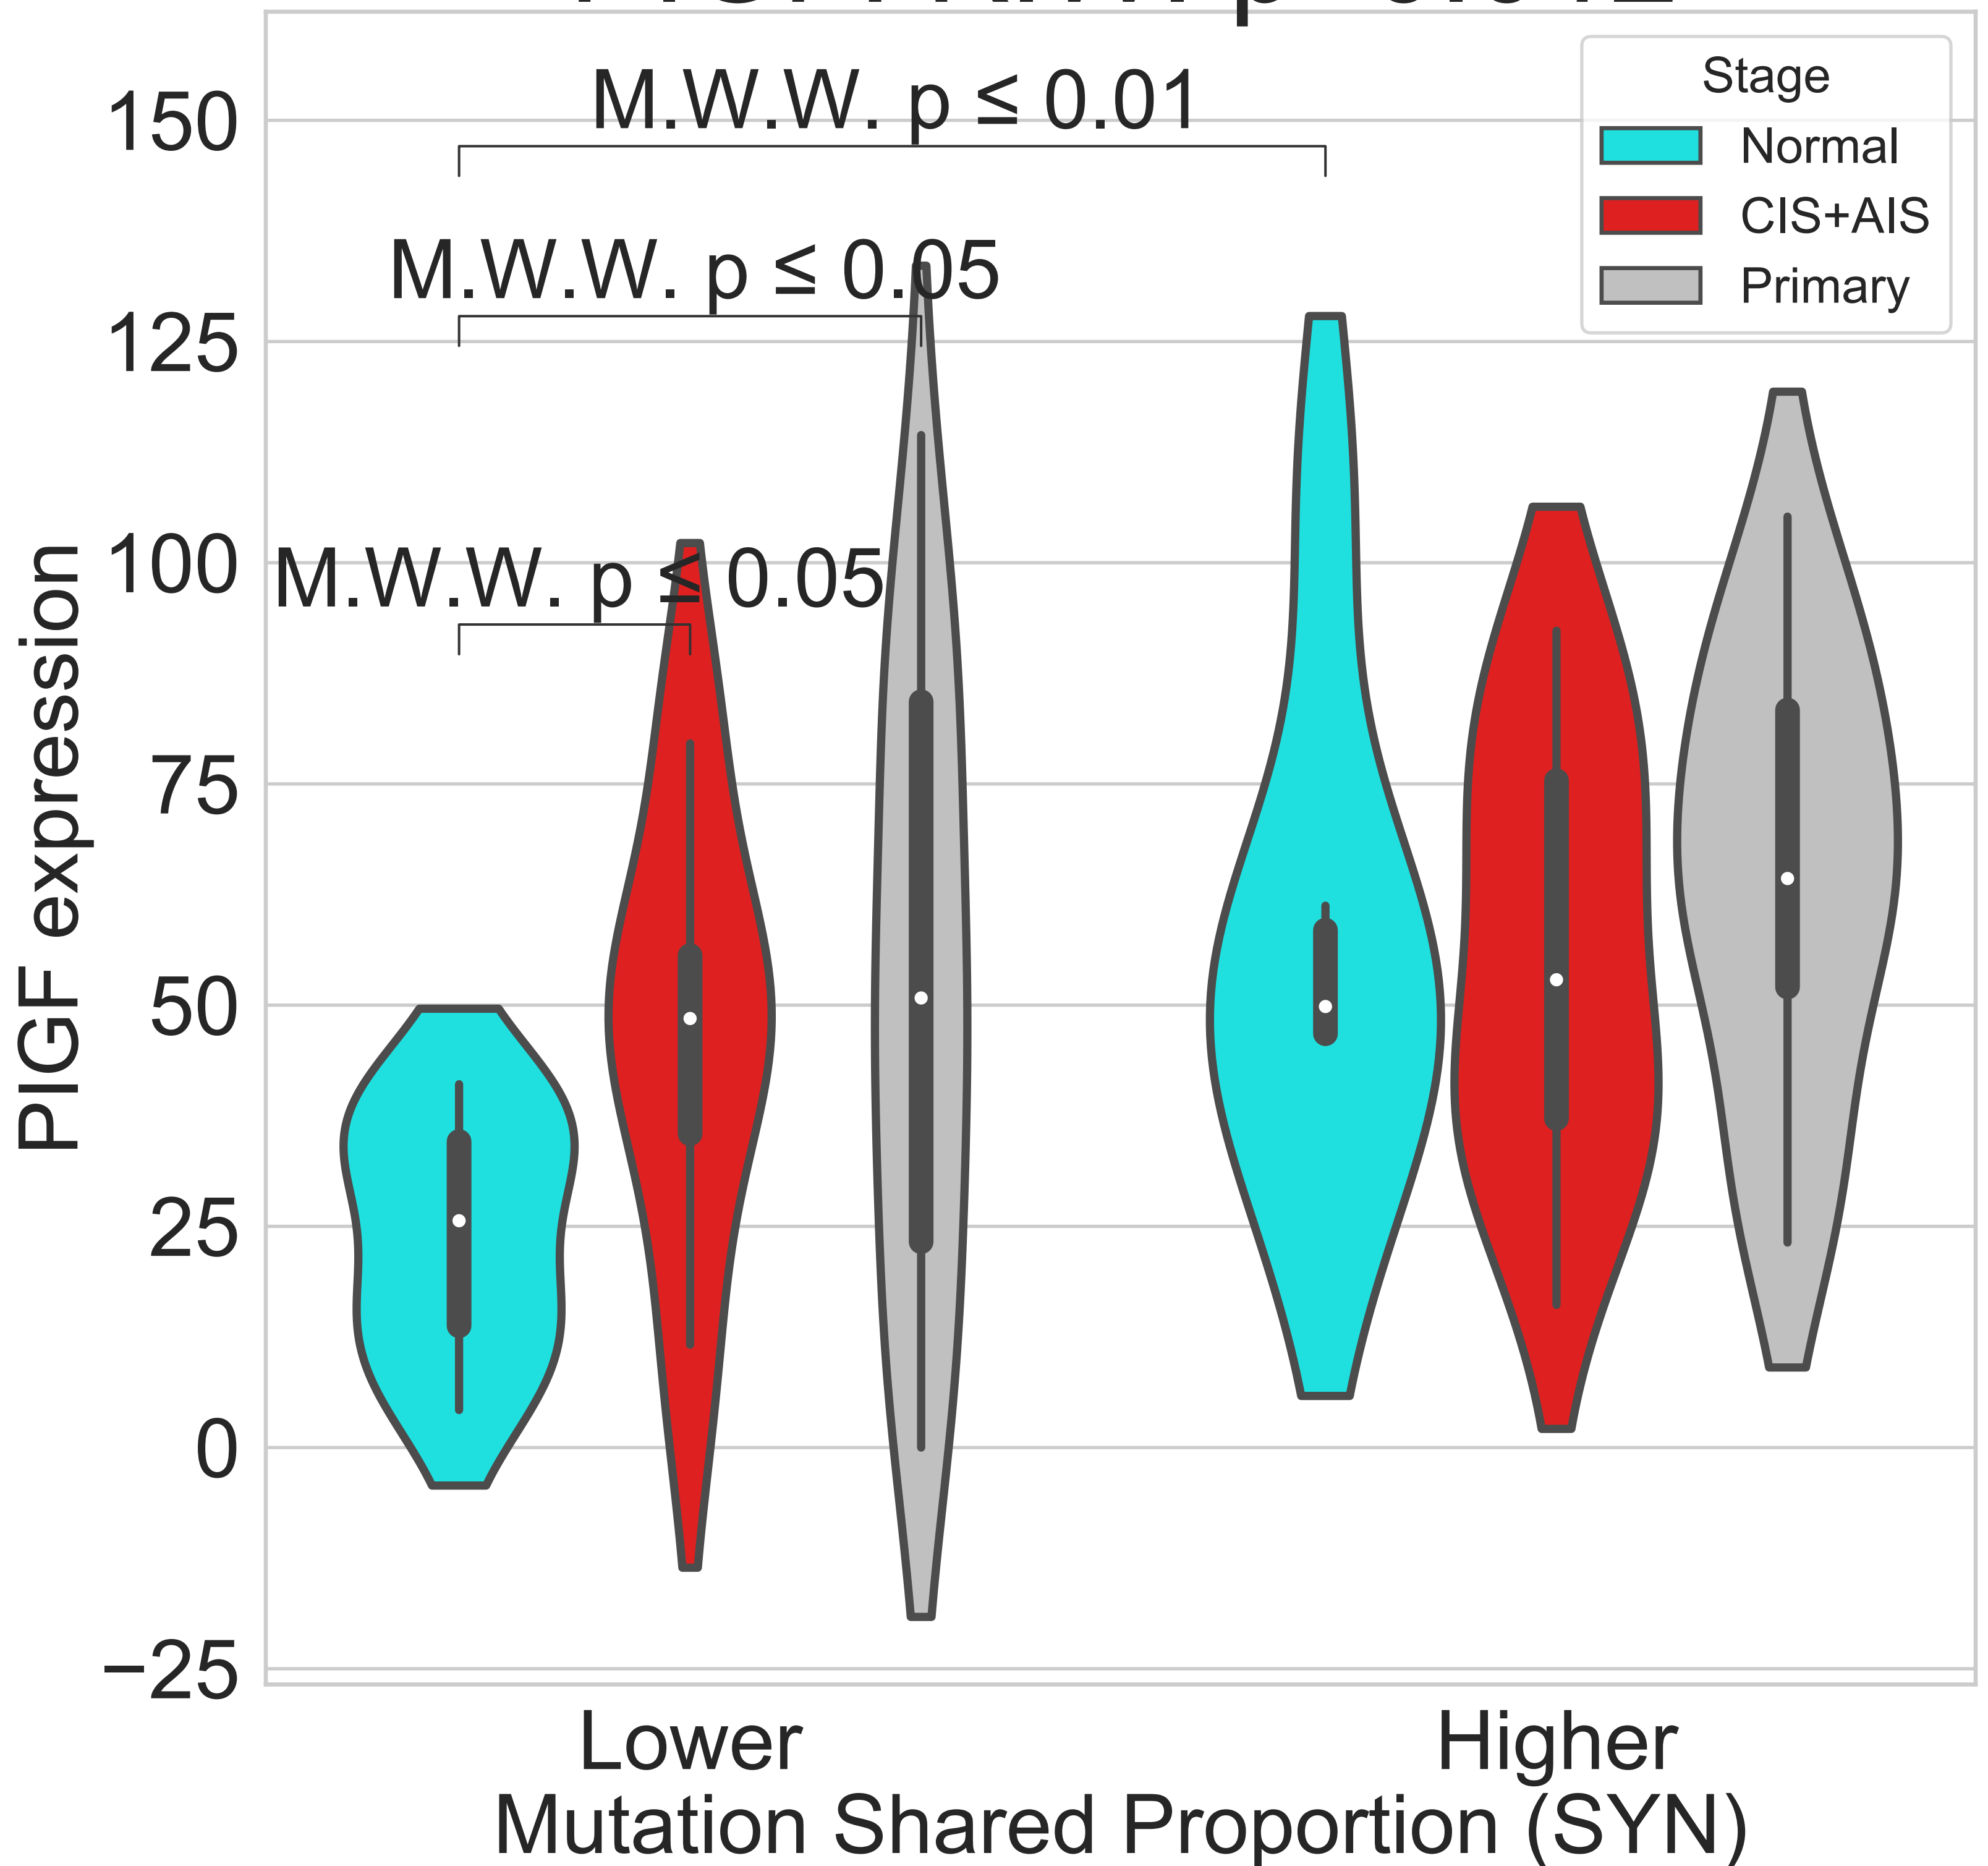 M.W.W. p ≤ 0.01
M.W.W. p ≤ 0.05
M.W.W. p ≤ 0.05
Stage
Normal
CIS+AIS
Primary
150
125
100
75
50
25
0
−25
PIGF expression
Lower
Higher
Mutation Shared Proportion (SYN)